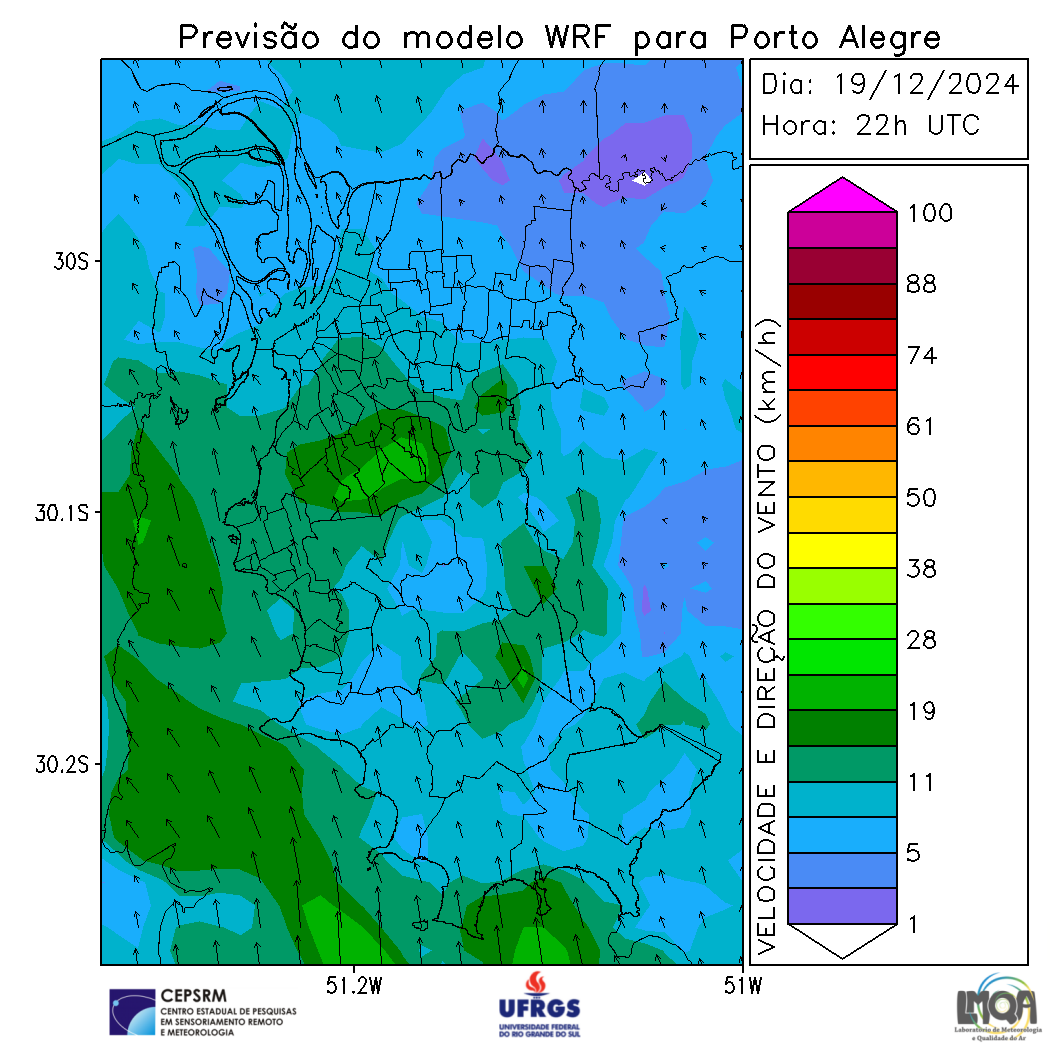 Previsão do modelo WRF para Porto Alegre
Dia: 19/12/2024
Hora: 22h UTC
30S
30.1S
30.2S
51.2W
51W
VELOCIDADE E DIREÇÃO DO VENTO (km/h)
100
88
74
61
50
38
28
19
11
5
1
CEPSRM
CENTRO ESTADUAL DE PESQUISAS
EM SENSORIAMENTO REMOTO
E METEOROLOGIA
UFRGS
UNIVERSIDADE FEDERAL
DO RIO GRANDE DO SUL
LMQA
Laboratório de Meteorologia
e Qualidade do Ar